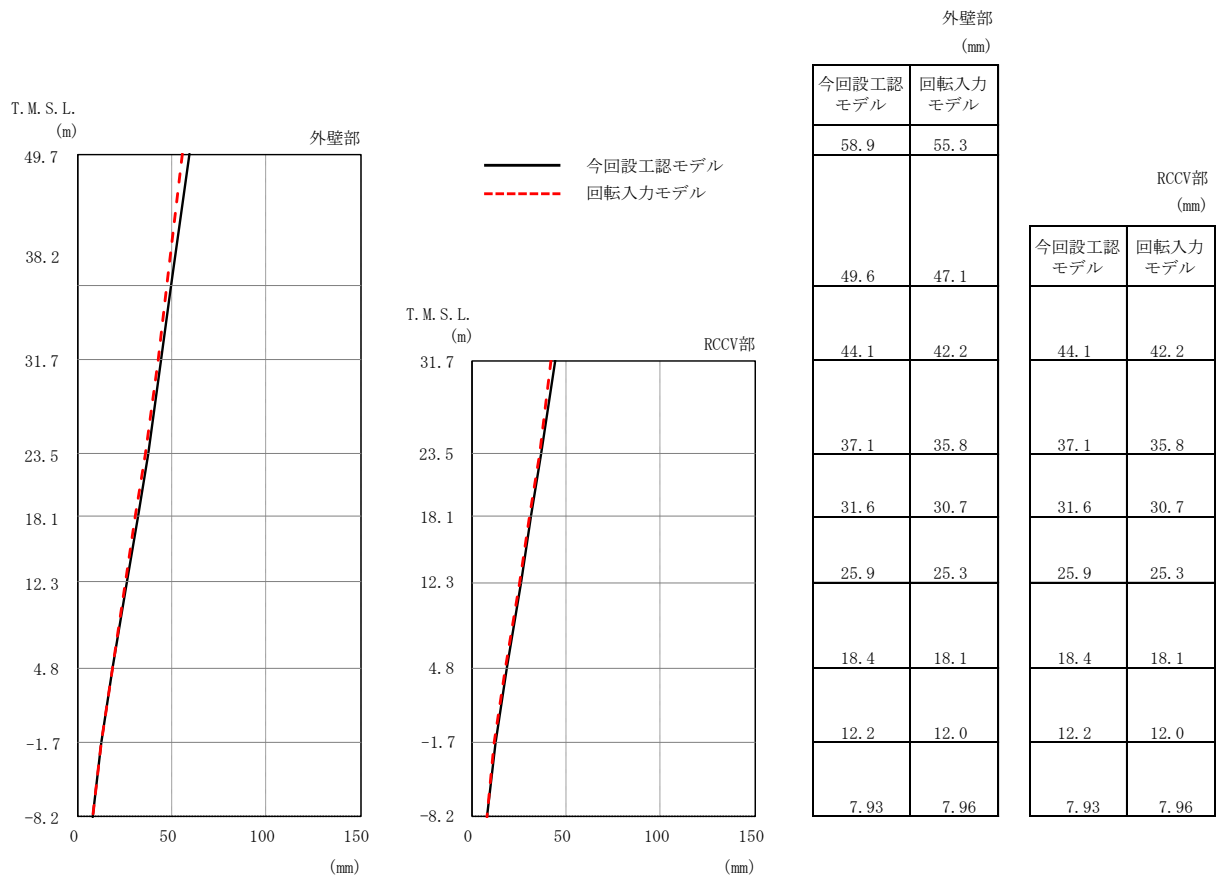 T.M.S.L.
(m)
外壁部
49.7
38.2
31.7
23.5
18.1
12.3
4.8
-1.7
-8.2
0 50 100 150
(mm)
今回設工認モデル
回転入力モデル
T.M.S.L.
(m)
RCCV部
31.7
23.5
18.1
12.3
4.8
-1.7
-8.2
0 50 100 150
(mm)
外壁部
(mm)
今回設工認 回転入力
モデル モデル
58.9 55.3
49.6 47.1
44.1 42.2
37.1 35.8
31.6 30.7
25.9 25.3
18.4 18.1
12.2 12.0
7.93 7.96
RCCV部
(mm)
今回設工認 回転入力
モデル モデル
44.1 42.2
37.1 35.8
31.6 30.7
25.9 25.3
18.4 18.1
12.2 12.0
7.93 7.96